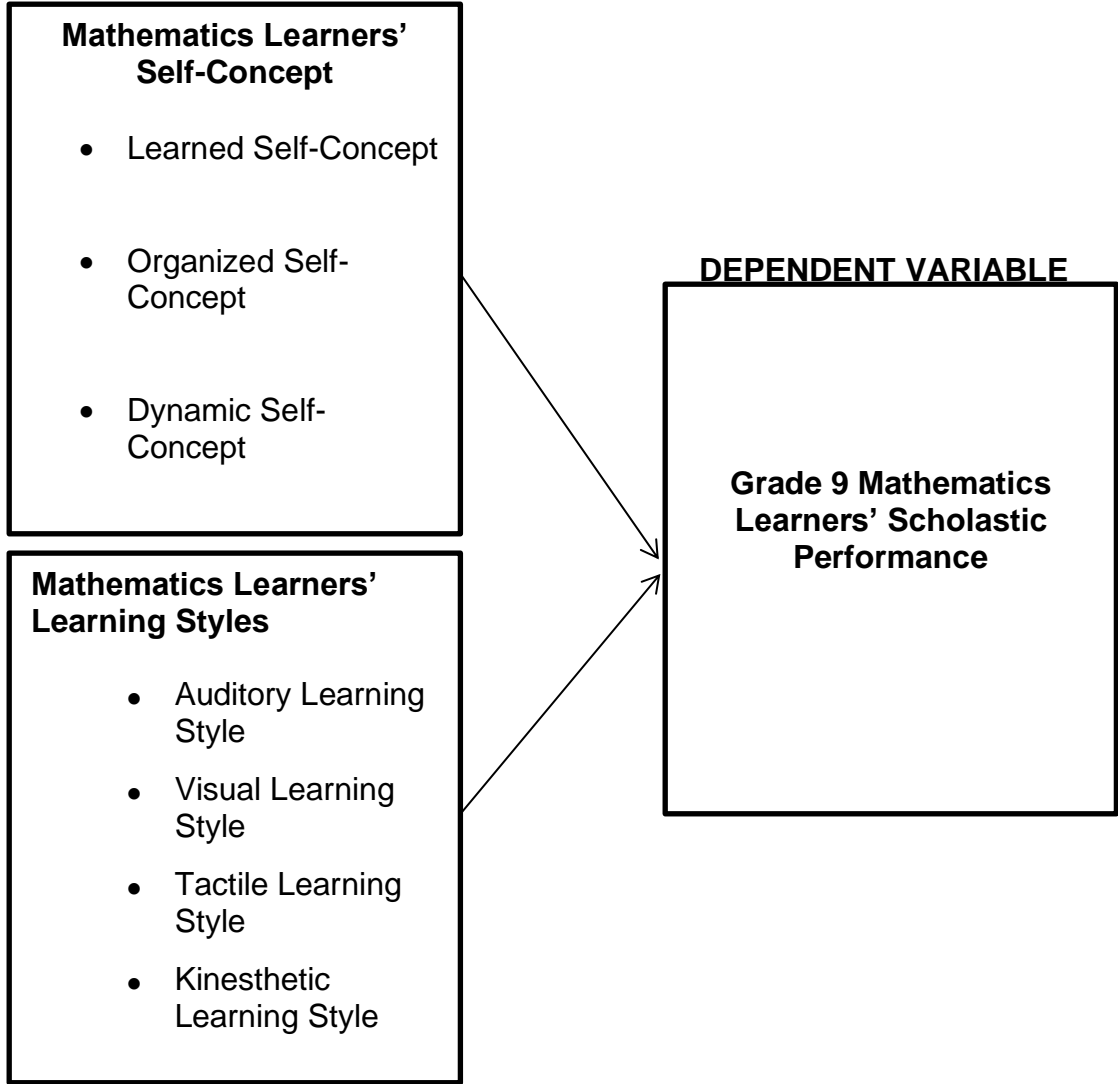 Mathematics Learners’
Self-Concept
• Learned Self-Concept
• Organized Self-
Concept
• Dynamic Self-
Concept
Mathematics Learners’
Learning Styles
• Auditory Learning
Style
• Visual Learning
Style
• Tactile Learning
Style
• Kinesthetic
Learning Style
DEPENDENT VARIABLE
Grade 9 Mathematics
Learners’ Scholastic
Performance